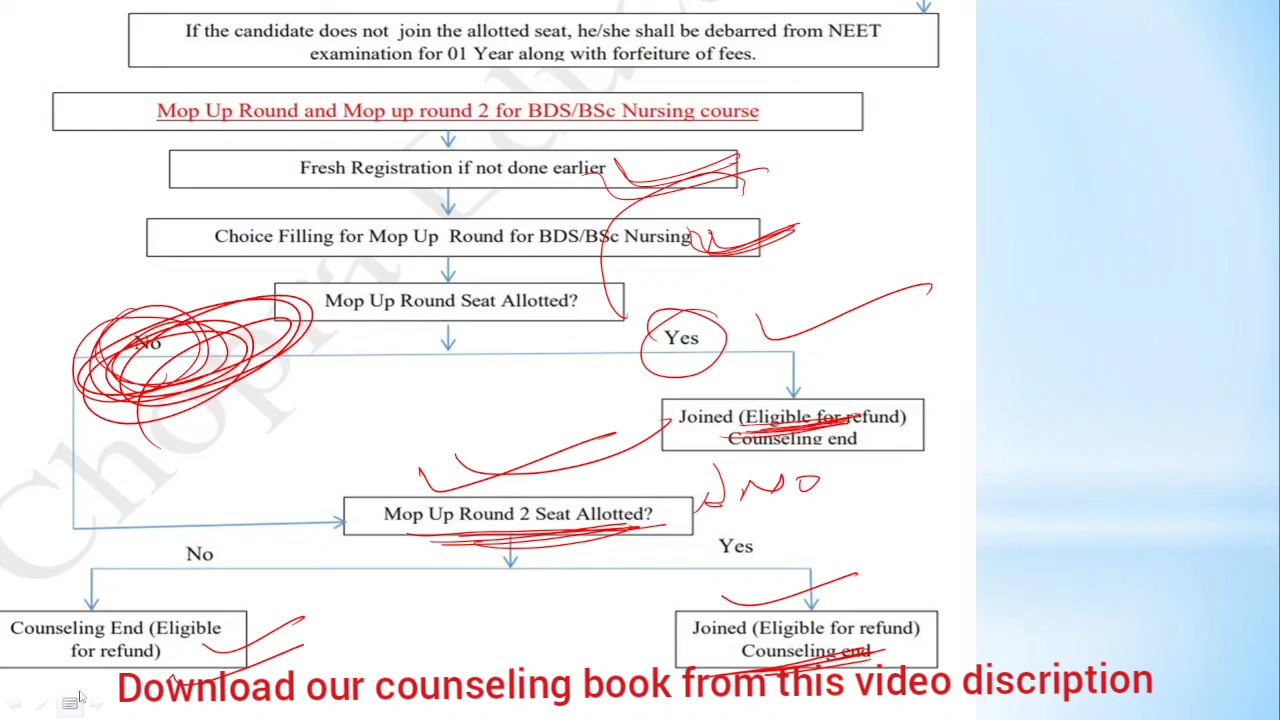 If the candidate does not join the allotted seat, he/she shall be debarred from NEET
examination for 01 Year along with forfeiture of fees.
Mop Up Round and Mop up round 2 for BDS/BSc Nursing course
Fresh Registration if not done earlier
Choice Filling for Mop Up Round for BDS/BSc Nursing
Mop Up Round Seat Allotted?
No
Yes
Joined (Eligible for refund)
Counseling end
Mop Up Round 2 Seat Allotted?
No
Yes
Counseling End (Eligible
for refund)
Joined (Eligible for refund)
Counseling end
Download our counseling book from this video discription
Chopra Educ